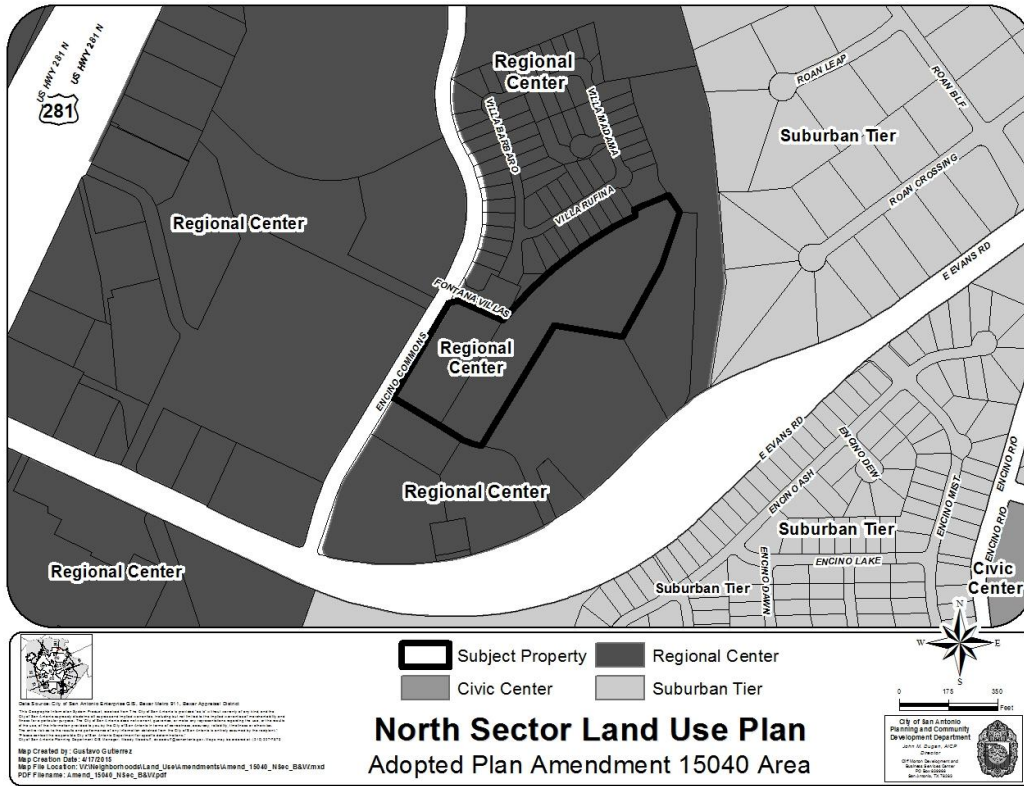 US HWY 281 N
US HWY 281 N
281
Regional
Center
ROAN LEAP
ROAN BLF
VILLA BARBARO
VILLA MADAMA
Suburban Tier
Regional Center
ROAN CROSSING
VILLA RUFINA
E EVANS RD
FONTANA VILLAS
ENCINO COMMONS
Regional
Center
E EVANS RD
ENCINO DEW
ENCINO RIO
Regional Center
ENCINO ASH
ENCINO MIST
Suburban Tier
ENCINO RIO
Regional Center
ENCINO LAKE
Suburban Tier
ENCINO DAWN
Civic
Center
N
W E
S
Subject Property
Regional Center
Civic Center
Suburban Tier
0 175 350
Feet
North Sector Land Use Plan
Adopted Plan Amendment 15040 Area
Map Created by: Gustavo Gutierrez
Map Creation Date: 4/17/2015
PDF Filename: Amend_15040_NSec_B&W.pdf
City of San Antonio
Planning and Community
Development Department
John M. Dugan, AICP
Director